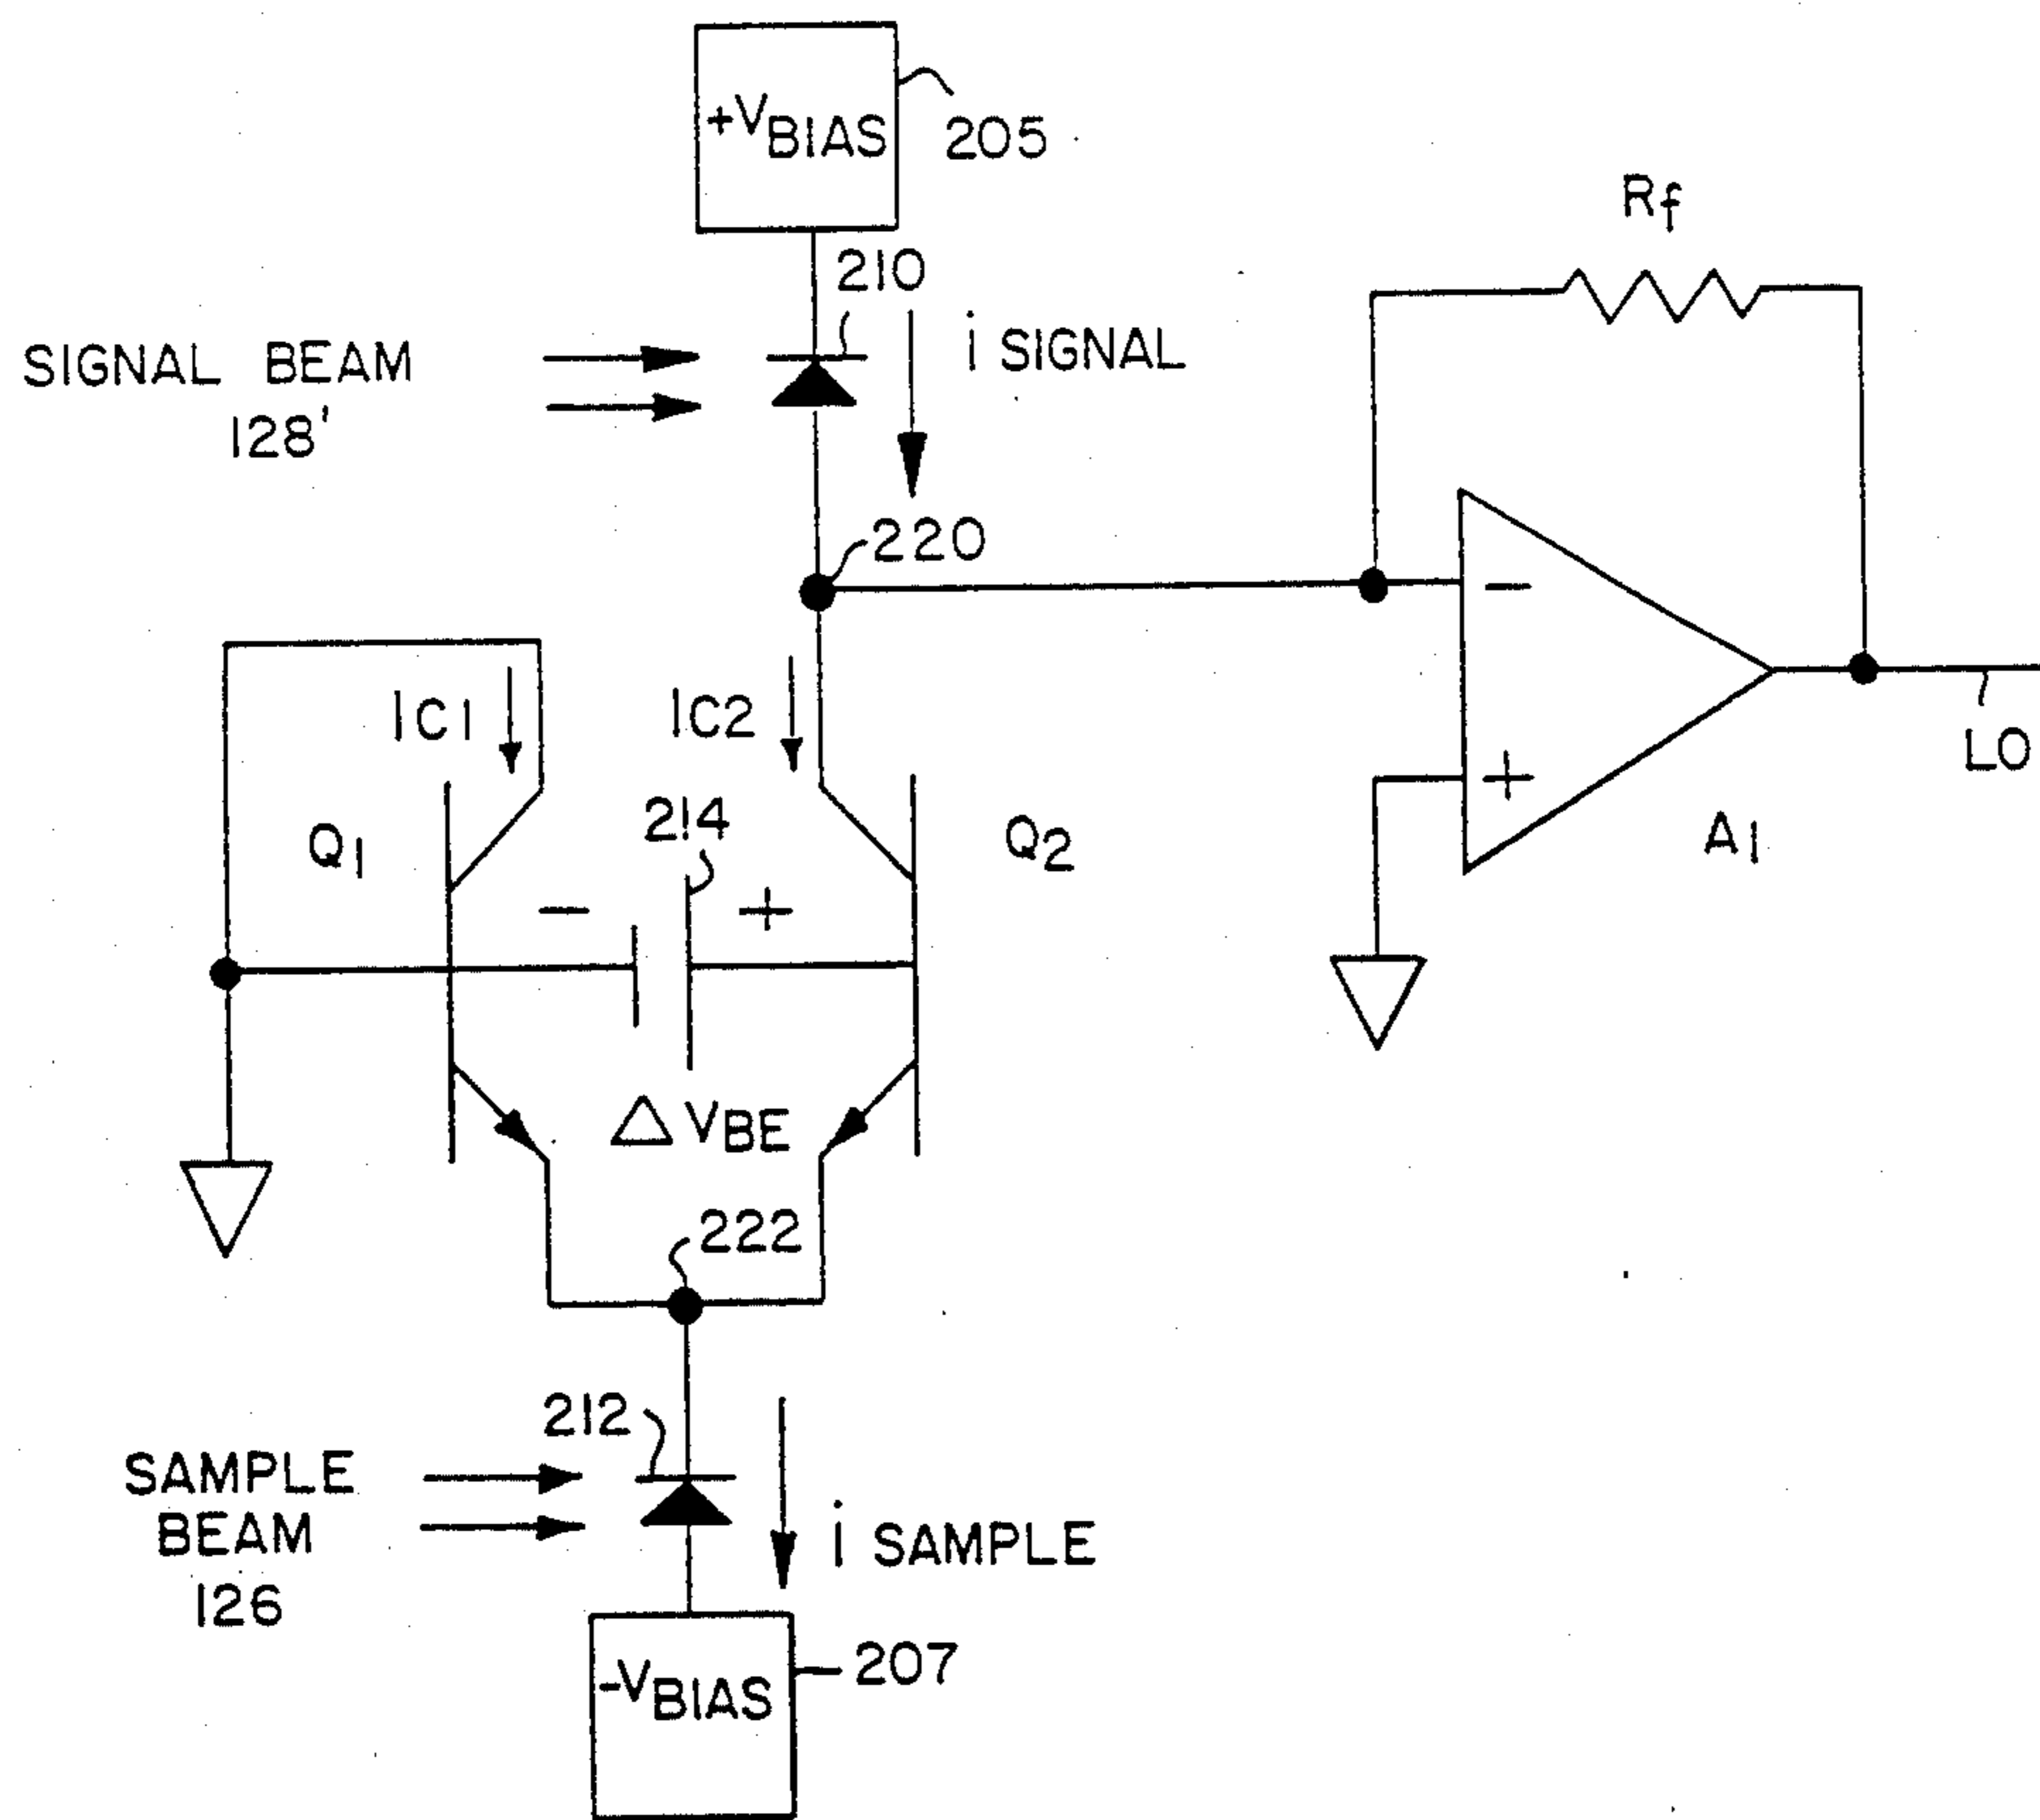 +VBIAS
205
Rf
210
i SIGNAL
SIGNAL BEAM
128'
220
IC1
IC2
LO
214
Q1
Q2
A1
-
+
-
+
ΔVBE
222
212
SAMPLE
BEAM
126
i SAMPLE
-VBIAS
207